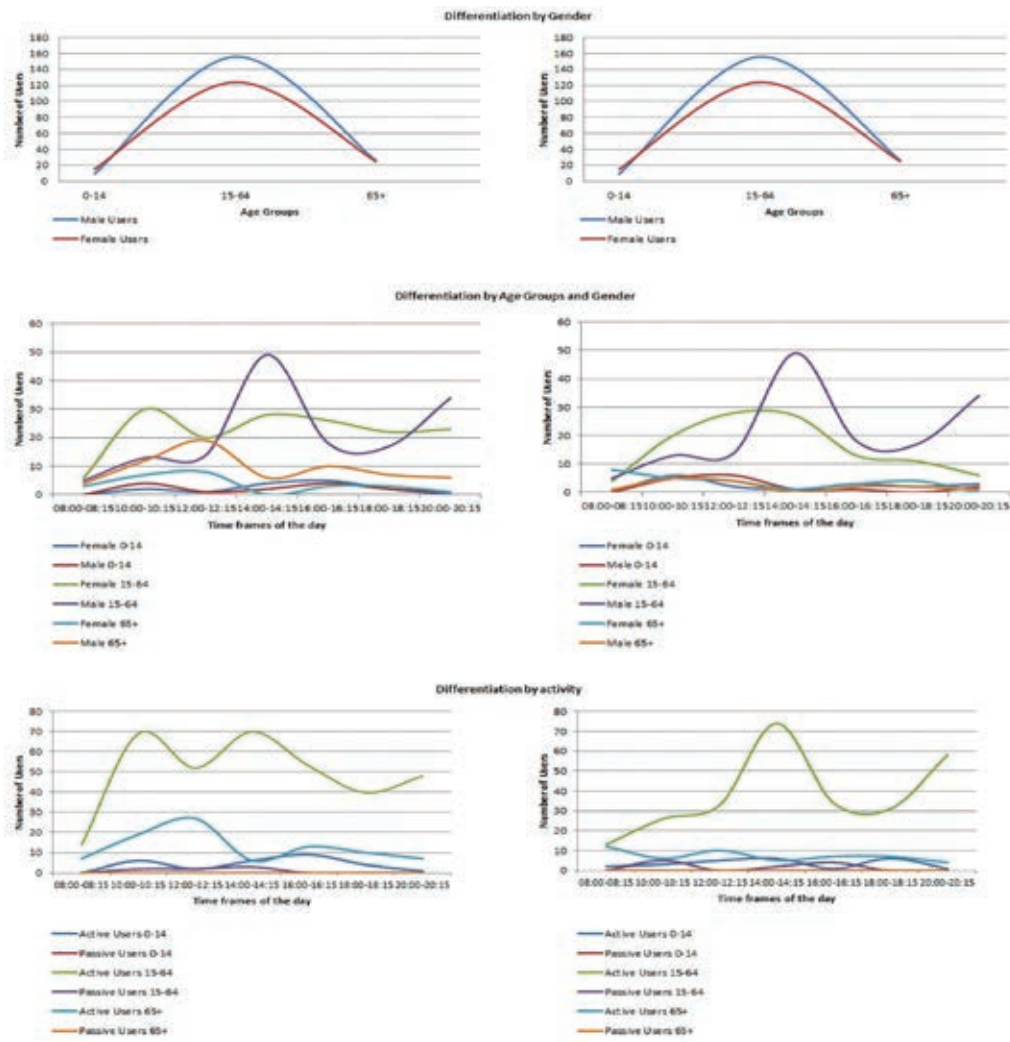 Differentiation by Gender
180
160
140
120
100
80
60
40
20
0
Number of Users
0-14
15-64
65+
Age Groups
Male Users
Female Users
180
160
140
120
100
80
60
40
20
0
Number of Users
0-14
15-64
65+
Age Groups
Male Users
Female Users
Differentiation by Age Groups and Gender
60
50
40
30
20
10
0
Number of Users
08:00-08:15 10:00-10:15 12:00-12:15 14:00-14:15 16:00-16:15 18:00-18:15 20:00-20:15
Time frames of the day
Female 0-14
Male 0-14
Female 15-64
Male 15-64
Female 65+
Male 65+
60
50
40
30
20
10
0
Number of Users
08:00-08:15 10:00-10:15 12:00-12:15 14:00-14:15 16:00-16:15 18:00-18:15 20:00-20:15
Time frames of the day
Female 0-14
Male 0-14
Female 15-64
Male 15-64
Female 65+
Male 65+
Differentiation by activity
80
70
60
50
40
30
20
10
0
Number of Users
08:00-08:15 10:00-10:15 12:00-12:15 14:00-14:15 16:00-16:15 18:00-18:15 20:00-20:15
Time frames of the day
Active Users 0-14
Passive Users 0-14
Active Users 15-64
Passive Users 15-64
Active Users 65+
Passive Users 65+
80
70
60
50
40
30
20
10
0
Number of Users
08:00-08:15 10:00-10:15 12:00-12:15 14:00-14:15 16:00-16:15 18:00-18:15 20:00-20:15
Time frames of the day
Active Users 0-14
Passive Users 0-14
Active Users 15-64
Passive Users 15-64
Active Users 65+
Passive Users 65+